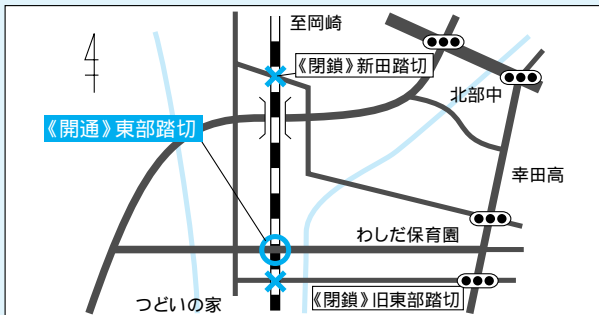 至岡崎
《閉鎖》新田踏切
北部中
《開通》東部踏切
幸田高
わしだ保育園
つどいの家
《閉鎖》旧東部踏切